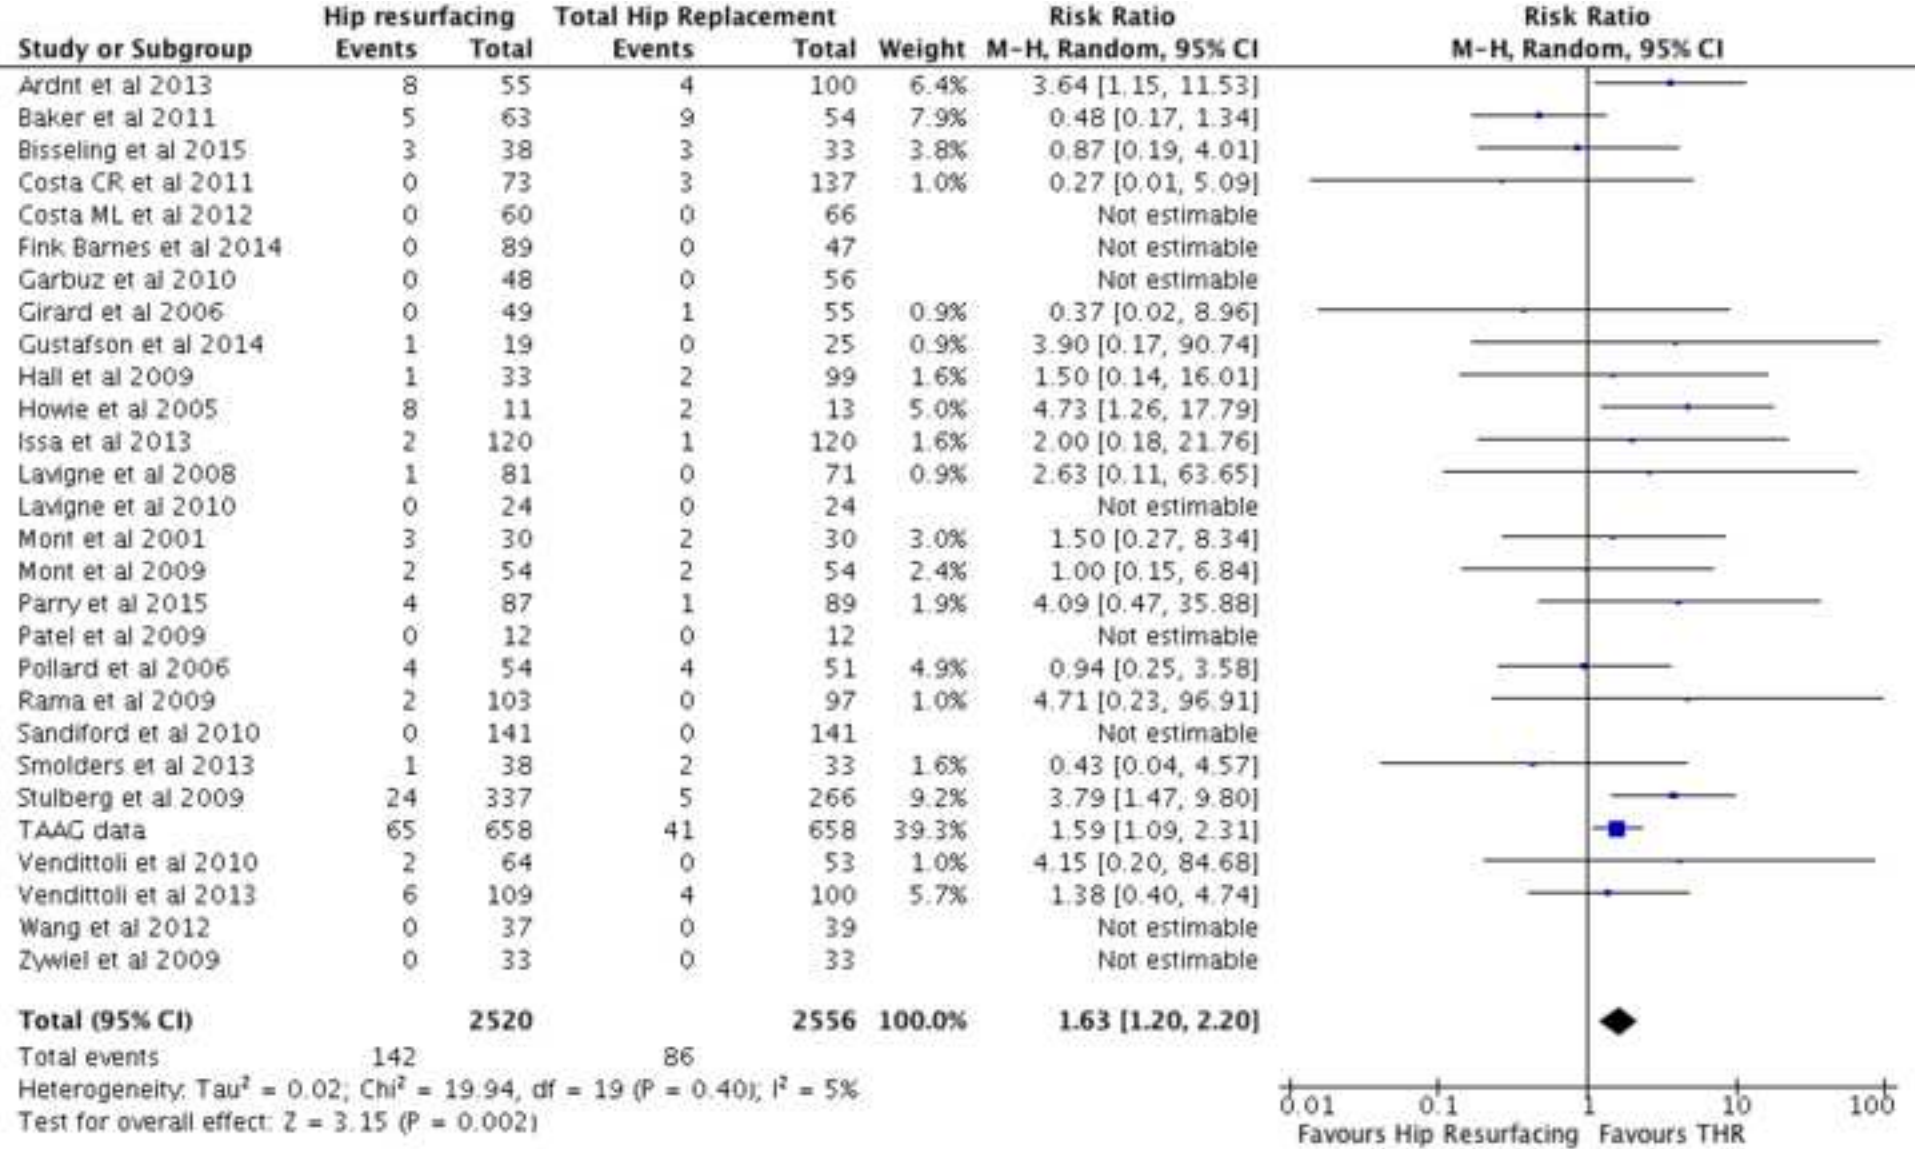 Hip resurfacing Total Hip Replacement Risk Ratio Risk Ratio
Study or Subgroup Events Total Events Total Weight M-H, Random, 95% CI M-H, Random, 95% CI
Ardnt et al 2013 8 55 4 100 6.4% 3.64 [1.15, 11.53]
Baker et al 2011 5 63 9 54 7.9% 0.48 [0.17, 1.34]
Bisseling et al 2015 3 38 3 33 3.8% 0.87 [0.19, 4.01]
Costa CR et al 2011 0 73 3 137 1.0% 0.27 [0.01, 5.09]
Costa ML et al 2012 0 60 0 66 Not estimable
Fink Barnes et al 2014 0 89 0 47 Not estimable
Garbuz et al 2010 0 48 0 56 Not estimable
Girard et al 2006 0 49 1 55 0.9% 0.37 [0.02, 8.96]
Gustafson et al 2014 1 19 0 25 0.9% 3.90 [0.17, 90.74]
Hall et al 2009 1 33 2 99 1.6% 1.50 [0.14, 16.01]
Howie et al 2005 8 11 2 13 5.0% 4.73 [1.26, 17.79]
Issa et al 2013 2 120 1 120 1.6% 2.00 [0.18, 21.76]
Lavigne et al 2008 1 81 0 71 0.9% 2.63 [0.11, 63.65]
Lavigne et al 2010 0 24 0 24 Not estimable
Mont et al 2001 3 30 2 30 3.0% 1.50 [0.27, 8.34]
Mont et al 2009 2 54 2 54 2.4% 1.00 [0.15, 6.84]
Parry et al 2015 4 87 1 89 1.9% 4.09 [0.47, 35.88]
Patel et al 2009 0 12 0 12 Not estimable
Pollard et al 2006 4 54 4 51 4.9% 0.94 [0.25, 3.58]
Rama et al 2009 2 103 0 97 1.0% 4.71 [0.23, 96.91]
Sandiford et al 2010 0 141 0 141 Not estimable
Smolders et al 2013 1 38 2 33 1.6% 0.43 [0.04, 4.57]
Stulberg et al 2009 24 337 5 266 9.2% 3.79 [1.47, 9.80]
TAAG data 65 658 41 658 39.3% 1.59 [1.09, 2.31]
Vendittoli et al 2010 2 64 0 53 1.0% 4.15 [0.20, 84.68]
Vendittoli et al 2013 6 109 4 100 5.7% 1.38 [0.40, 4.74]
Wang et al 2012 0 37 0 39 Not estimable
Zywiel et al 2009 0 33 0 33 Not estimable
Total (95% CI) 2520 2556 100.0% 1.63 [1.20, 2.20]
Total events 142 86
Heterogeneity: Tau² = 0.02; Chi² = 19.94, df = 19 (P = 0.40); I² = 5%
Test for overall effect: Z = 3.15 (P = 0.002)
0.01 0.1 1 10 100
Favours Hip Resurfacing Favours THR